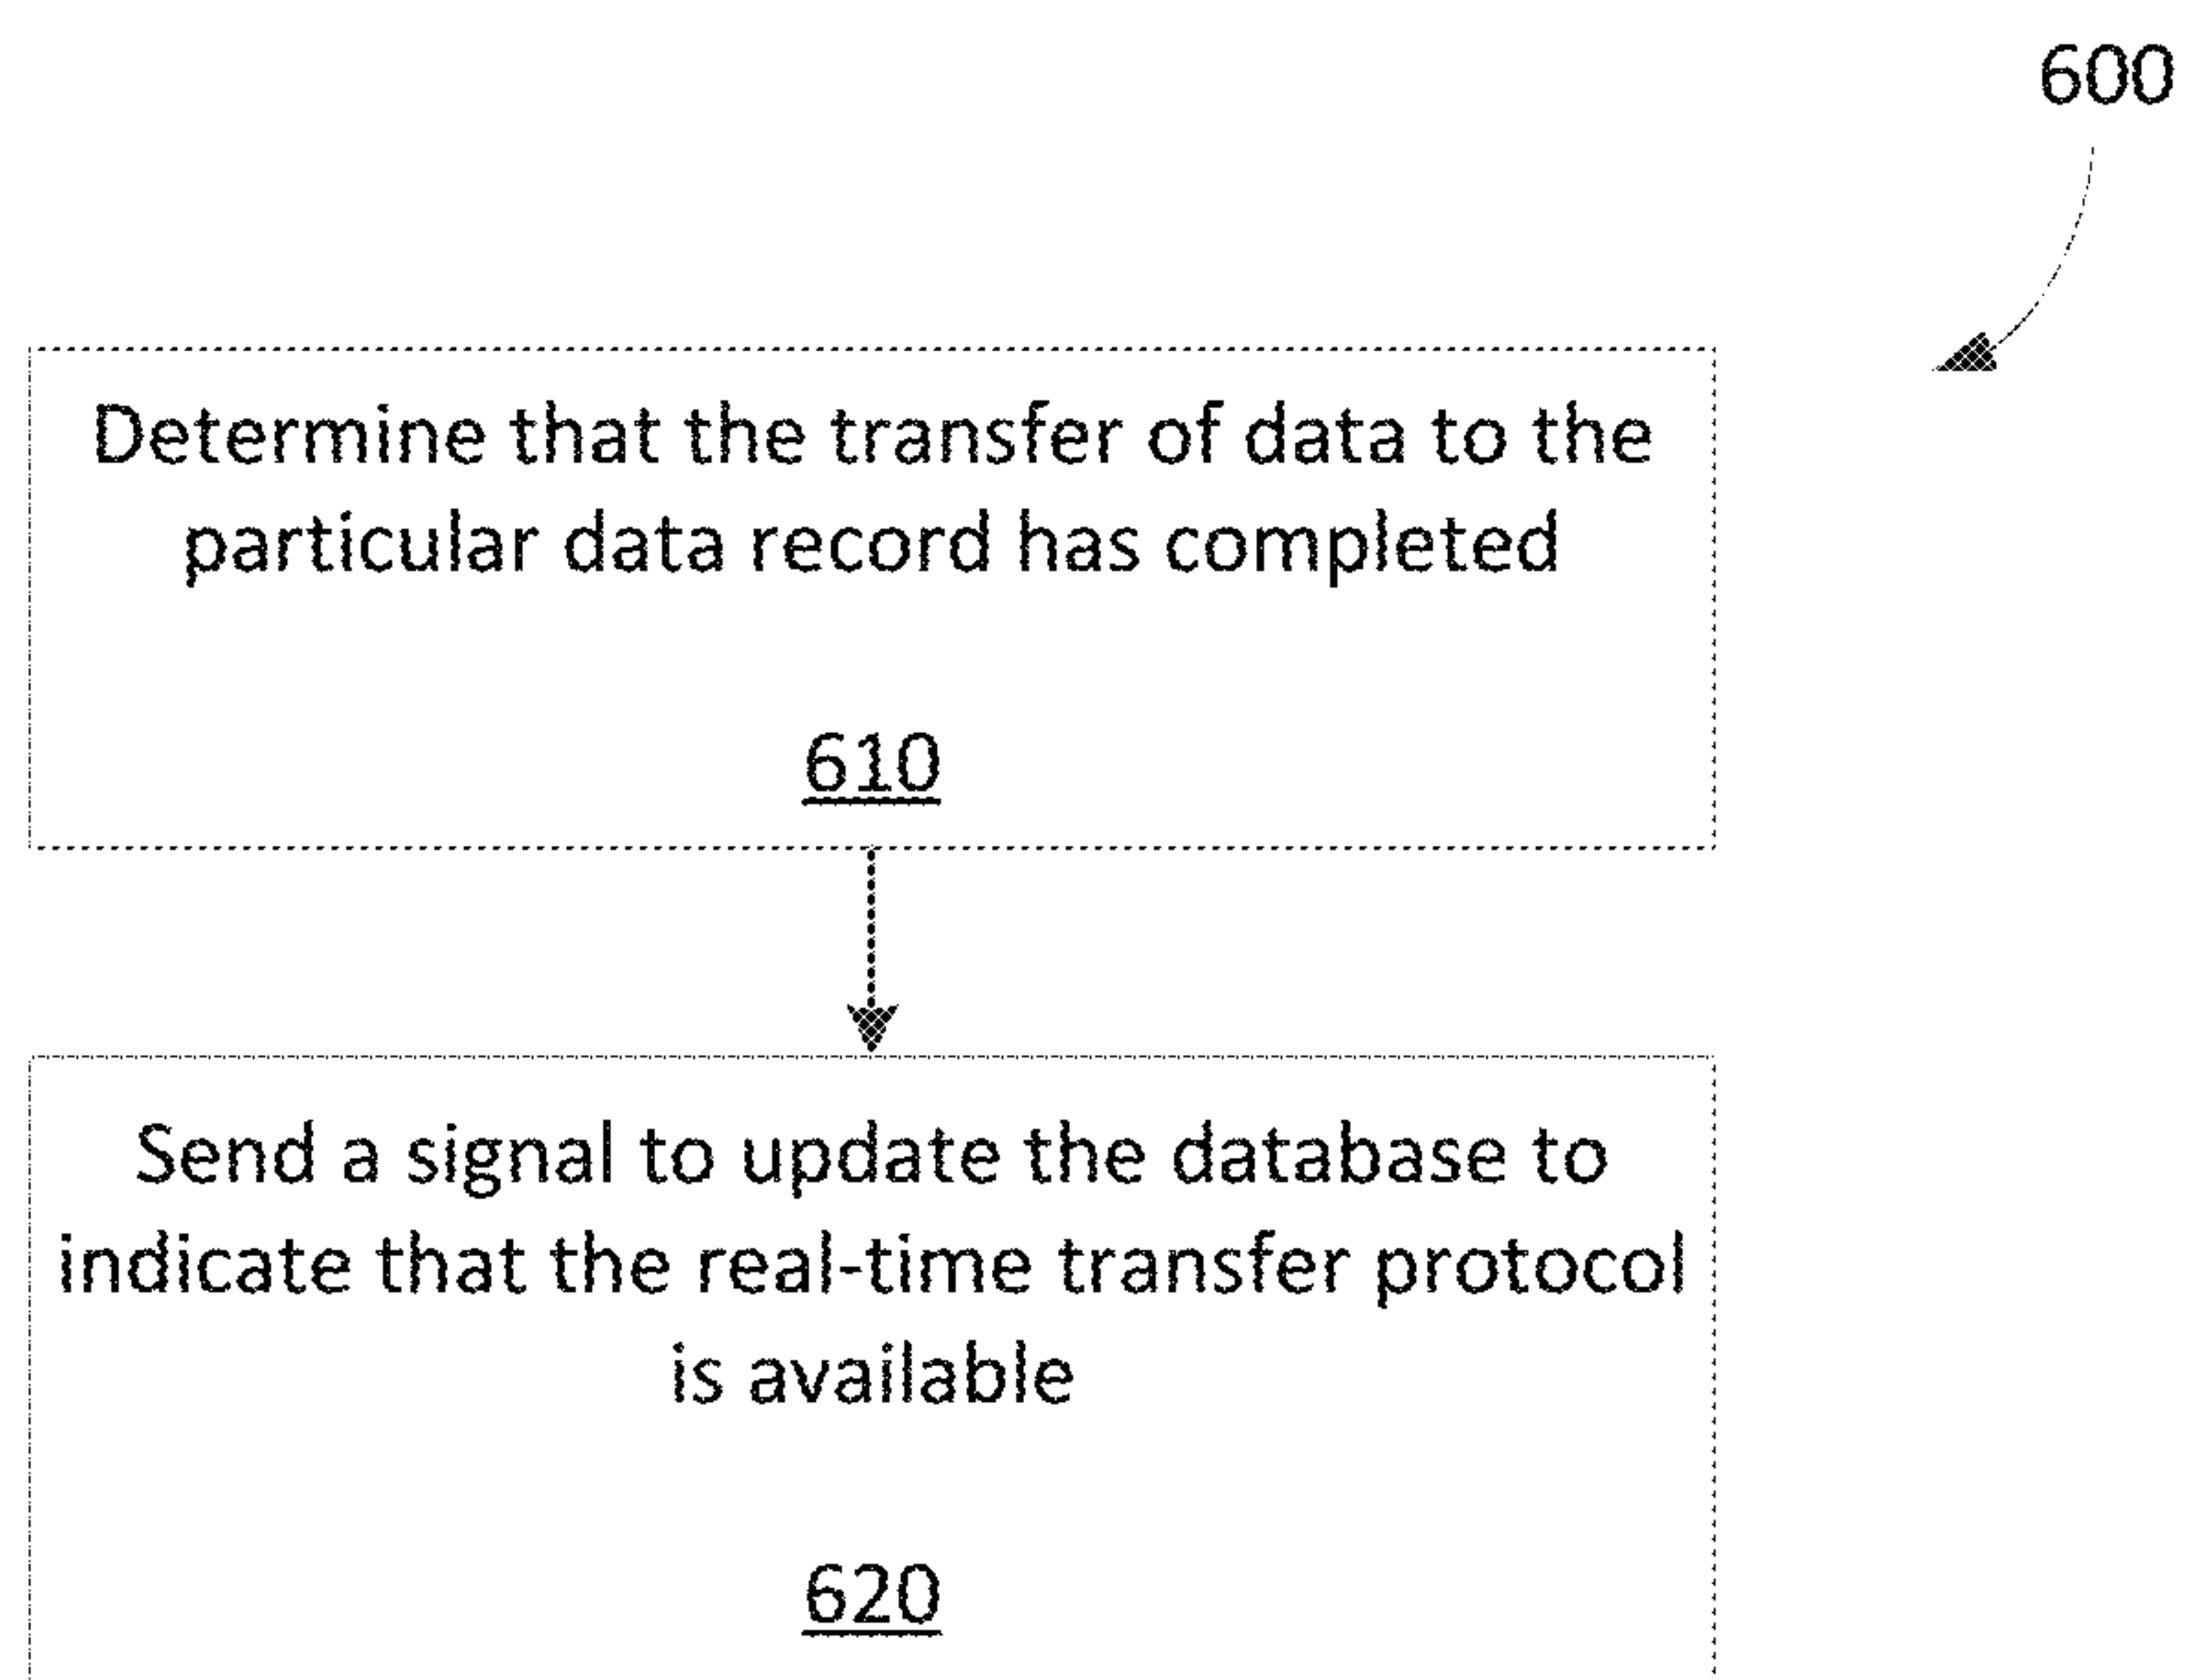 600
Determine that the transfer of data to the
particular data record has completed
610
Send a signal to update the database to
indicate that the real-time transfer protocol
is available
620